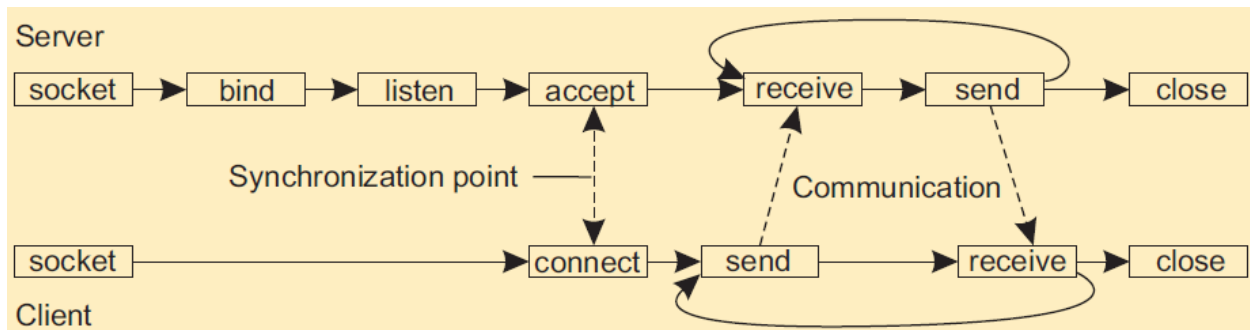 Server
socket bind listen accept receive send close
Synchronization point
Communication
socket connect send receive close
Client